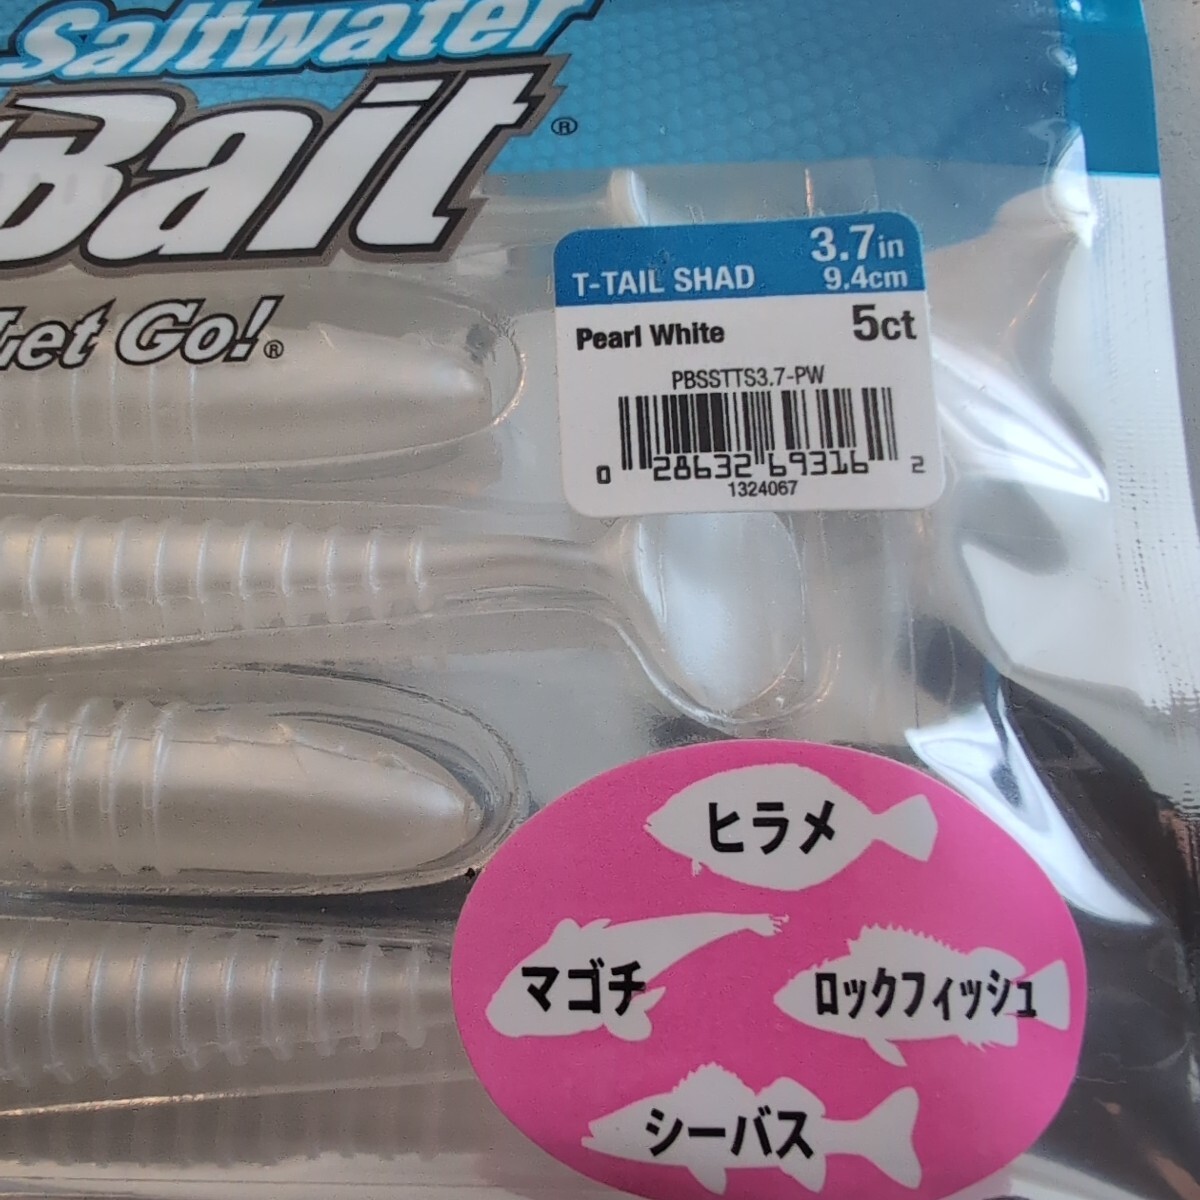 Saltwater
Bait®
Let Go!®
3.7in
T-TAIL SHAD 9.4cm
Pearl White 5ct
PBSSTTS3.7-PW
0 28632 69316 2
1324067
ヒラメ
マゴチ ロックフィッシュ
シーバス